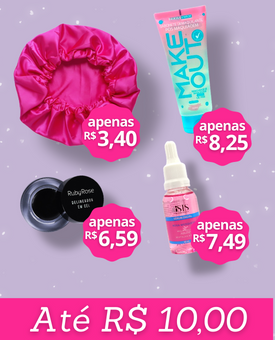 apenas
R$3,40
MAKE
OUT
apenas
R$8,25
RubyRose
DELINEADOR
EM GEL
apenas
R$6,59
apenas
R$7,49
Até R$ 10,00